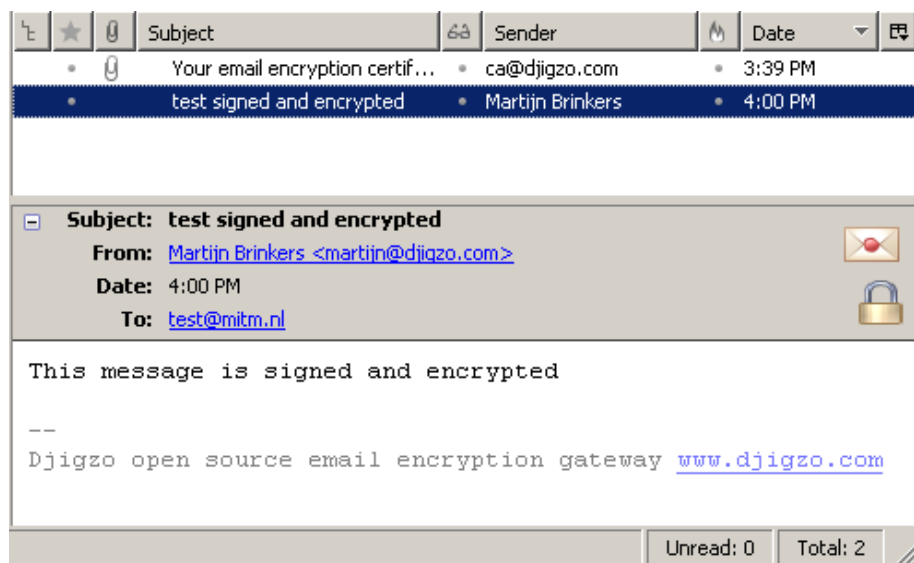 Subject Sender Date
Your email encryption certif... ca@djigzo.com 3:39 PM
test signed and encrypted Martijn Brinkers 4:00 PM
Subject: test signed and encrypted
From: Martijn Brinkers <martijn@djigzo.com>
Date: 4:00 PM
To: test@mitm.nl
This message is signed and encrypted
--
Djigzo open source email encryption gateway www.djigzo.com
Unread: 0 Total: 2